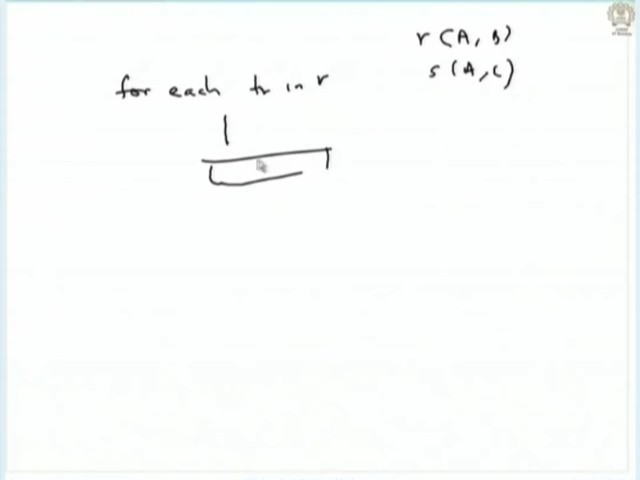 r (A, B)
s (A, C)
for each tr in r